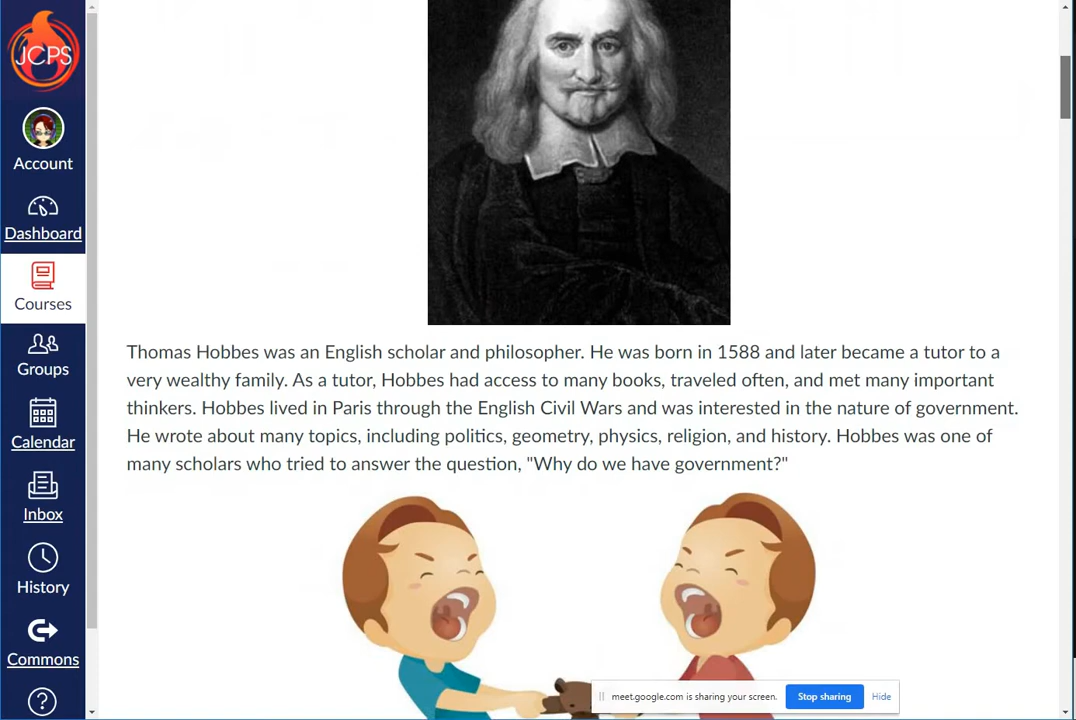 JCPS
Account
Dashboard
Courses
Groups
Calendar
Inbox
History
Commons
Thomas Hobbes was an English scholar and philosopher. He was born in 1588 and later became a tutor to a
very wealthy family. As a tutor, Hobbes had access to many books, traveled often, and met many important
thinkers. Hobbes lived in Paris through the English Civil Wars and was interested in the nature of government.
He wrote about many topics, including politics, geometry, physics, religion, and history. Hobbes was one of
many scholars who tried to answer the question, "Why do we have government?"
meet.google.com is sharing your screen. Stop sharing Hide